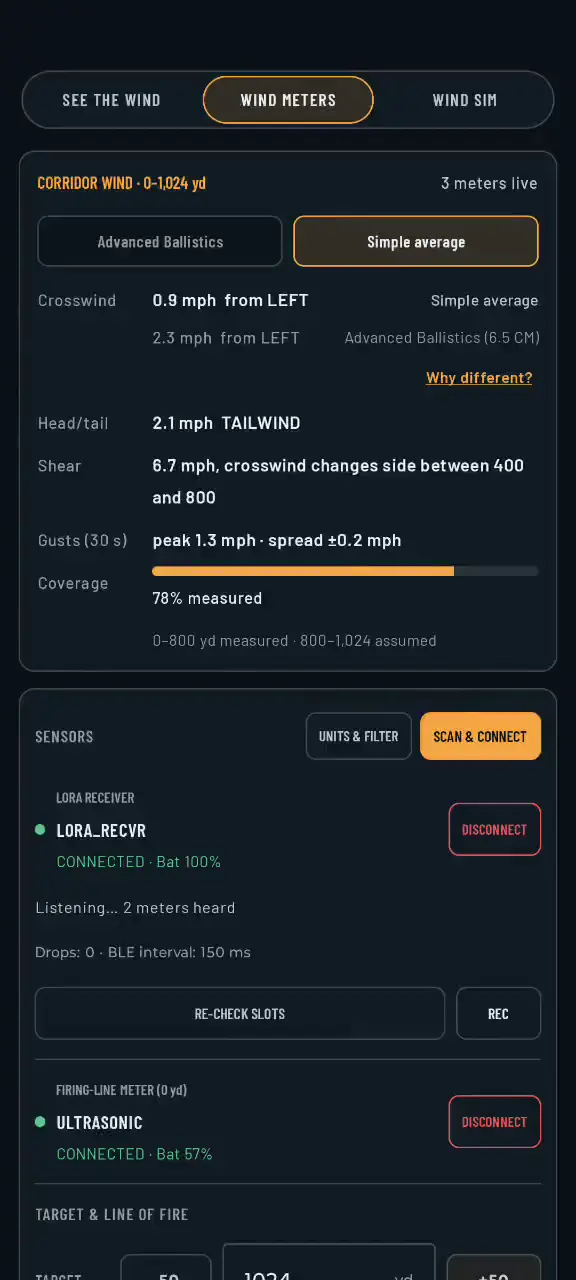 SEE THE WIND
WIND METERS
WIND SIM
CORRIDOR WIND · 0–1,024 yd
3 meters live
Advanced Ballistics
Simple average
Crosswind
0.9 mph from LEFT
Simple average
2.3 mph from LEFT
Advanced Ballistics (6.5 CM)
Why different?
Head/tail
2.1 mph TAILWIND
Shear
6.7 mph, crosswind changes side between 400
and 800
Gusts (30 s)
peak 1.3 mph · spread ±0.2 mph
Coverage
78% measured
0–800 yd measured · 800–1,024 assumed
SENSORS
UNITS & FILTER
SCAN & CONNECT
LORA RECEIVER
LORA_RECVR
CONNECTED · Bat 100%
DISCONNECT
Listening... 2 meters heard
Drops: 0 · BLE interval: 150 ms
RE-CHECK SLOTS
REC
FIRING-LINE METER (0 yd)
ULTRASONIC
CONNECTED · Bat 57%
DISCONNECT
TARGET & LINE OF FIRE
TARGET
1024
yd